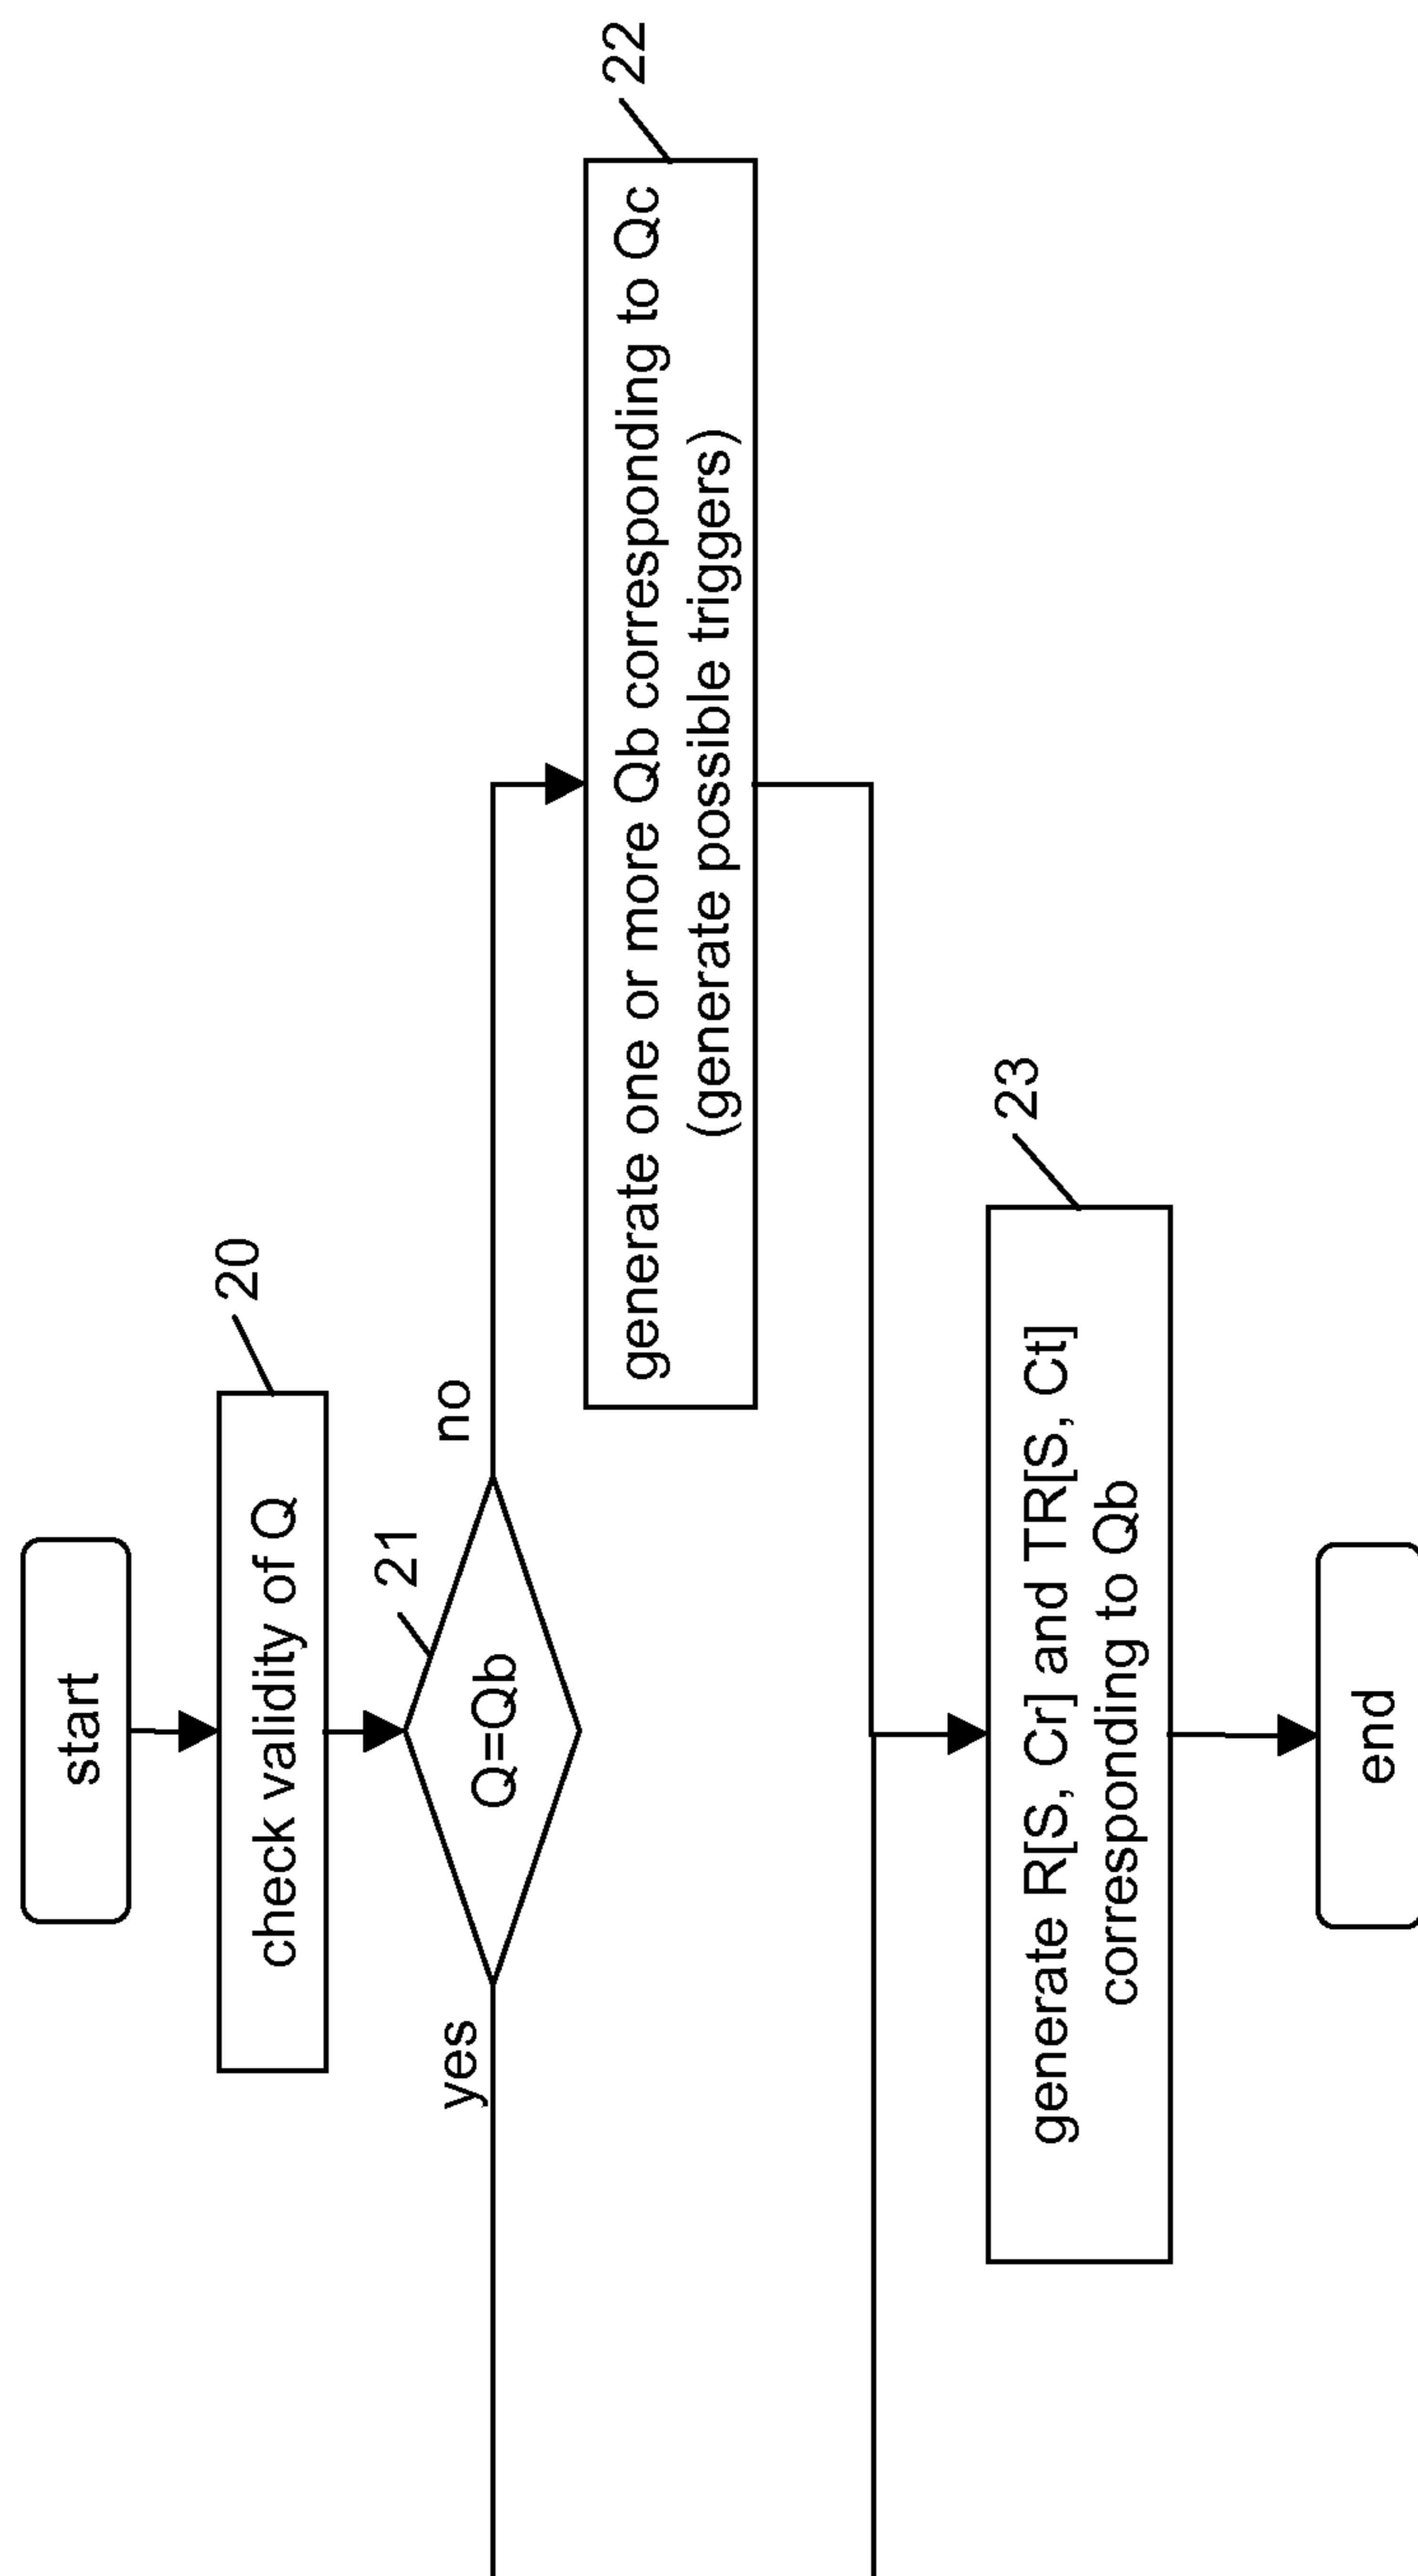 start
check validity of Q
20
21
Q=Qb
yes
no
generate one or more Qb corresponding to Qc
(generate possible triggers)
22
generate R[S, Cr] and TR[S, Ct]
corresponding to Qb
23
end